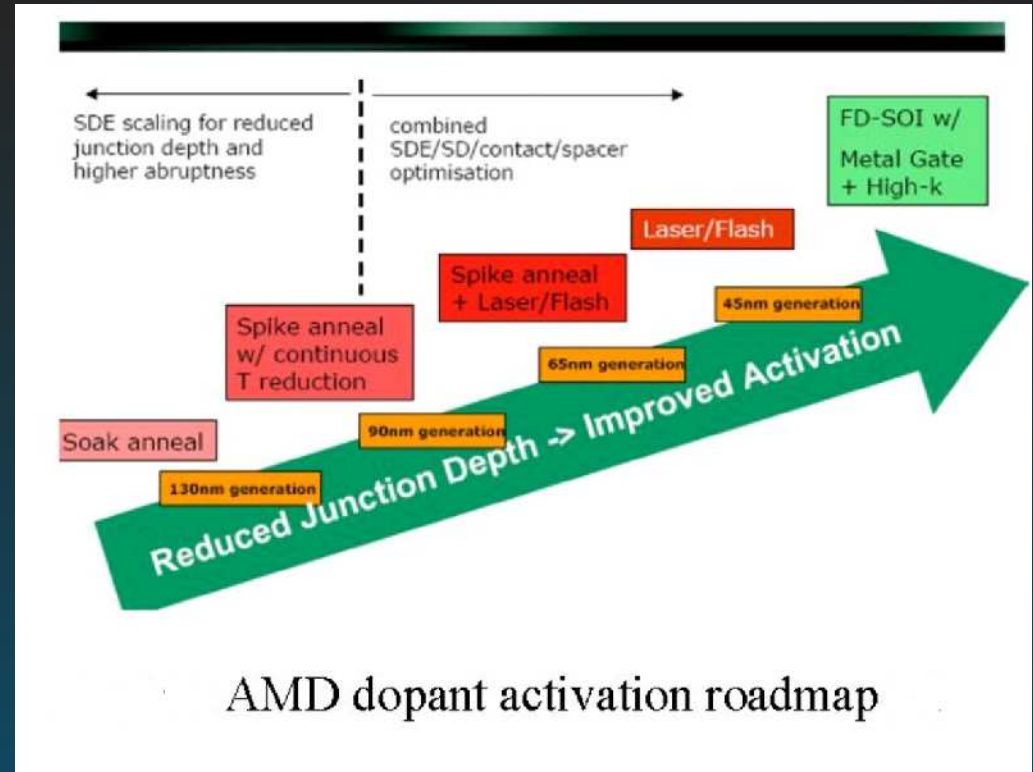 SDE scaling for reduced
junction depth and
higher abruptness
combined
SDE/SD/contact/spacer
optimisation
FD-SOI w/
Metal Gate
+ High-k
Laser/Flash
Spike anneal
+ Laser/Flash
Spike anneal
w/ continuous
T reduction
Soak anneal
45nm generation
65nm generation
90nm generation
130nm generation
Reduced Junction Depth -> Improved Activation
AMD dopant activation roadmap